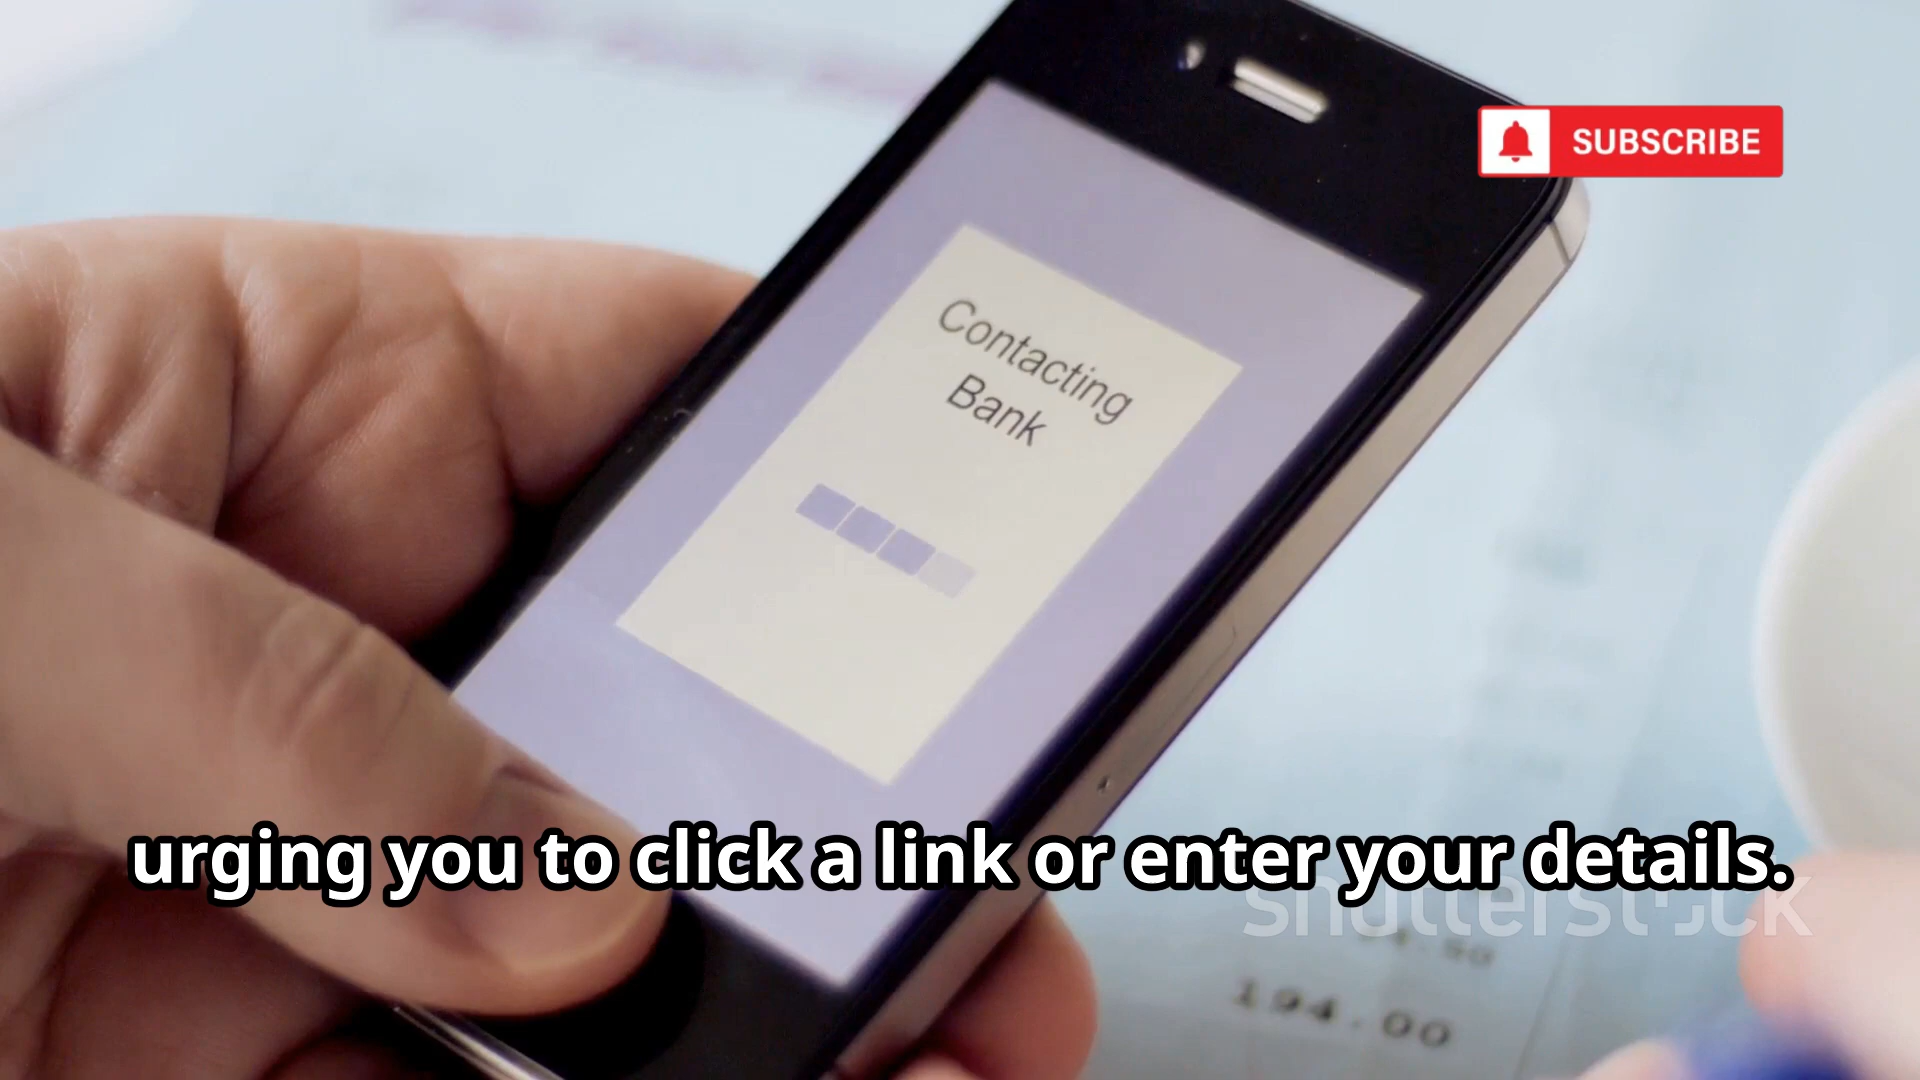 SUBSCRIBE
Contacting
Bank
urging you to click a link or enter your details.
shutterstock
194.00